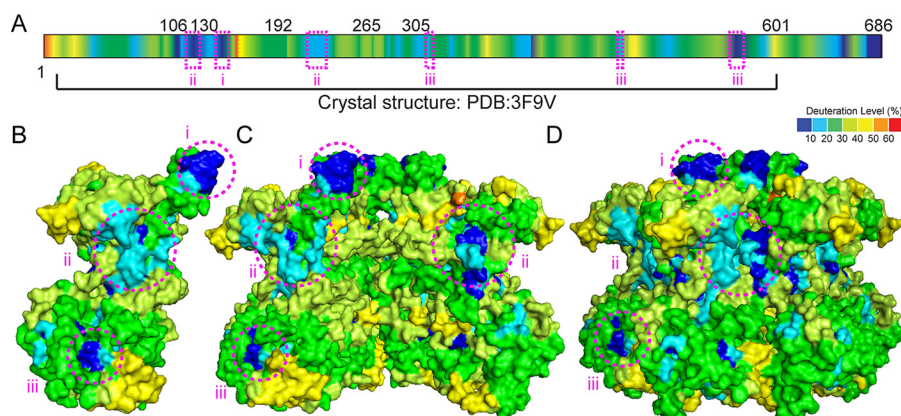 A
106 130 192 265 305 601 686
ii i ii iii iii iii
1
Crystal structure: PDB:3F9V
Deuteration Level (%)
10 20 30 40 50 60
B i C D
i i
ii ii ii ii
iii iii iii